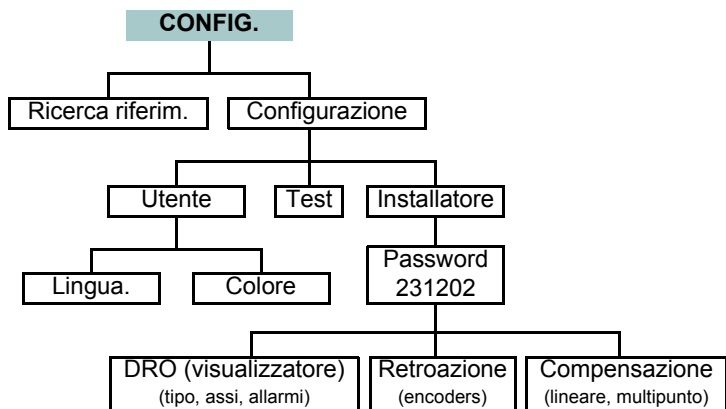 CONFIG.
Ricerca riferim.
Configurazione
Utente
Test
Installatore
Lingua.
Colore
Password
231202
DRO (visualizzatore)
(tipo, assi, allarmi)
Retroazione
(encoders)
Compensazione
(lineare, multipunto)